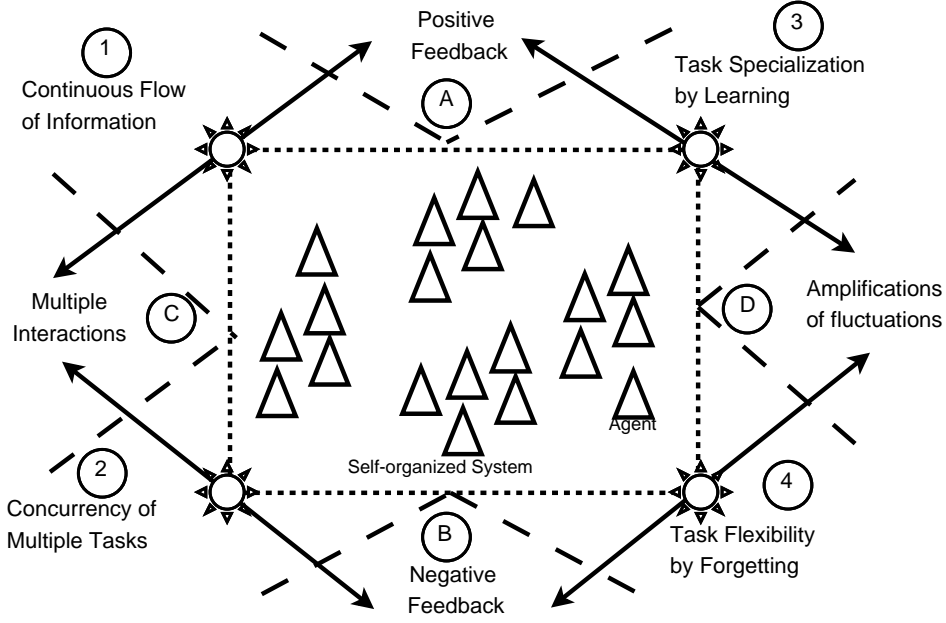 1
Continuous Flow
of Information
Positive
Feedback
A
3
Task Specialization
by Learning
Multiple
Interactions
C
D
Amplifications
of fluctuations
Agent
Self-organized System
2
Concurrency of
Multiple Tasks
B
Negative
Feedback
4
Task Flexibility
by Forgetting